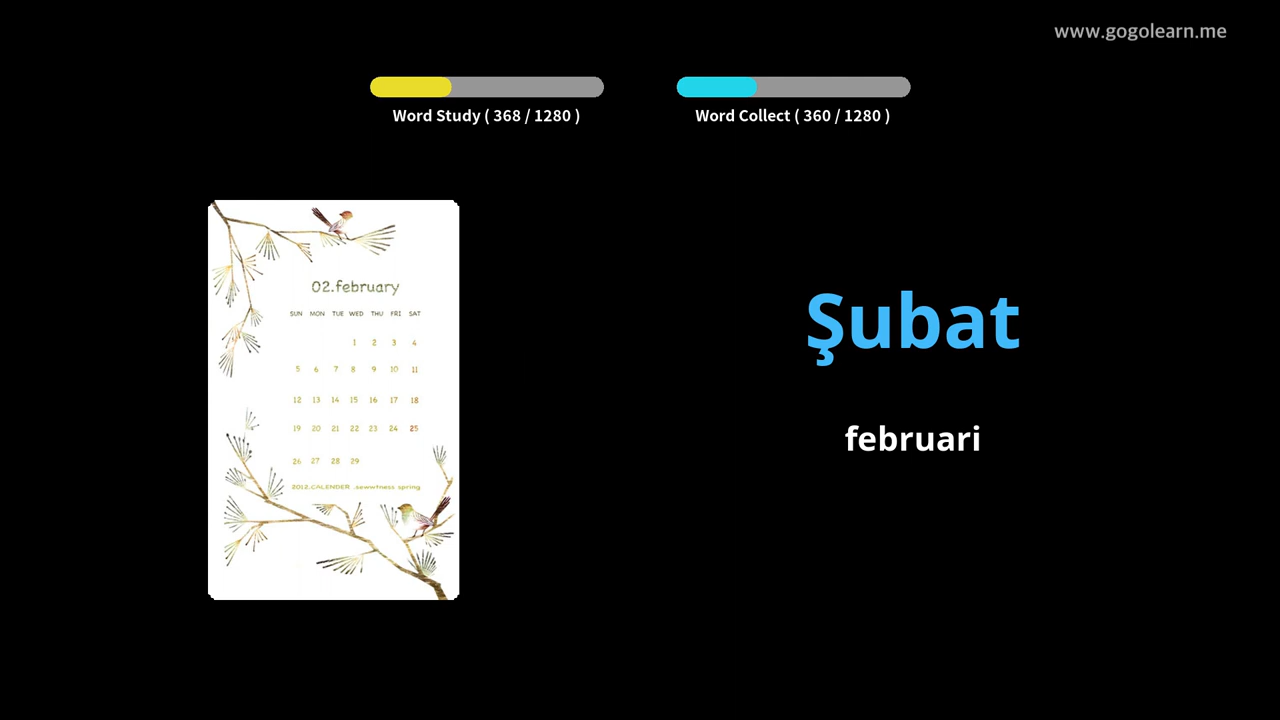 www.gogolearn.me
Word Study ( 368 / 1280 )
Word Collect ( 360 / 1280 )
02.february
SUN MON TUE WED THU FRI SAT
1 2 3 4
5 6 7 8 9 10 11
12 13 14 15 16 17 18
19 20 21 22 23 24 25
26 27 28 29
2012.CALENDER spring
Şubat
februari